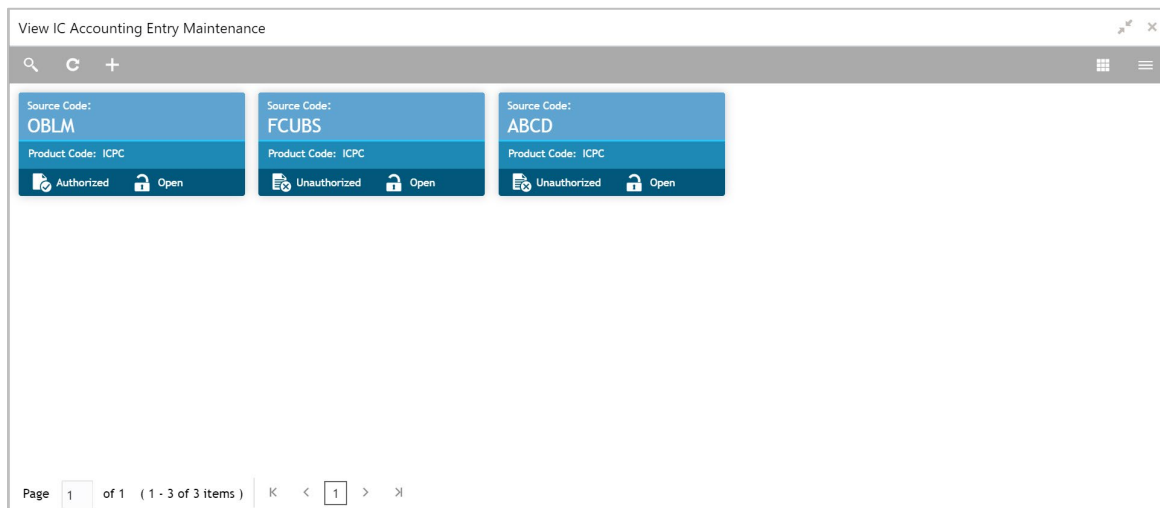 View IC Accounting Entry Maintenance
Source Code:
OBLM
Product Code: ICPC
Authorized Open
Source Code:
FCUBS
Product Code: ICPC
Unauthorized Open
Source Code:
ABCD
Product Code: ICPC
Unauthorized Open
Page 1 of 1 ( 1 - 3 of 3 items ) 1